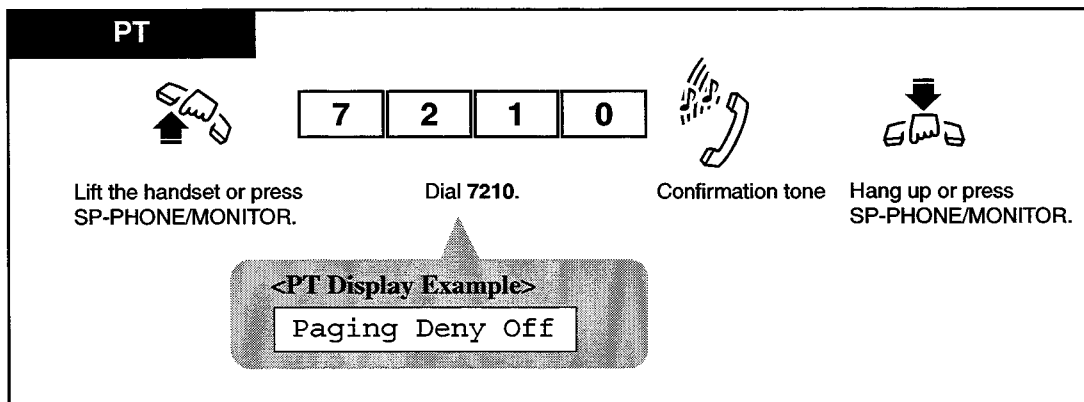 PT
7 2 1 0
Lift the handset or press
SP-PHONE/MONITOR.
Dial 7210.
Confirmation tone
Hang up or press
SP-PHONE/MONITOR.
<PT Display Example>
Paging Deny Off